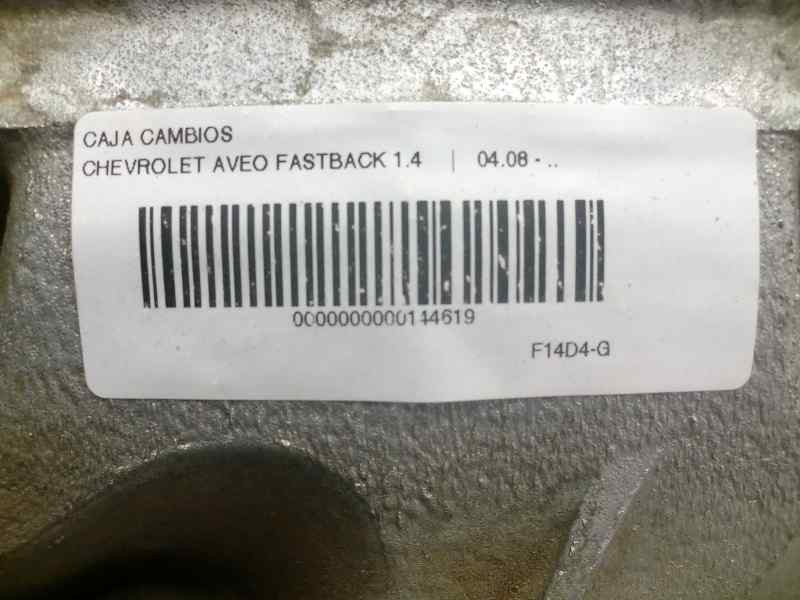 CAJA CAMBIOS
CHEVROLET AVEO FASTBACK 1.4 | 04.08 - ..
0000000000144619
F14D4-G